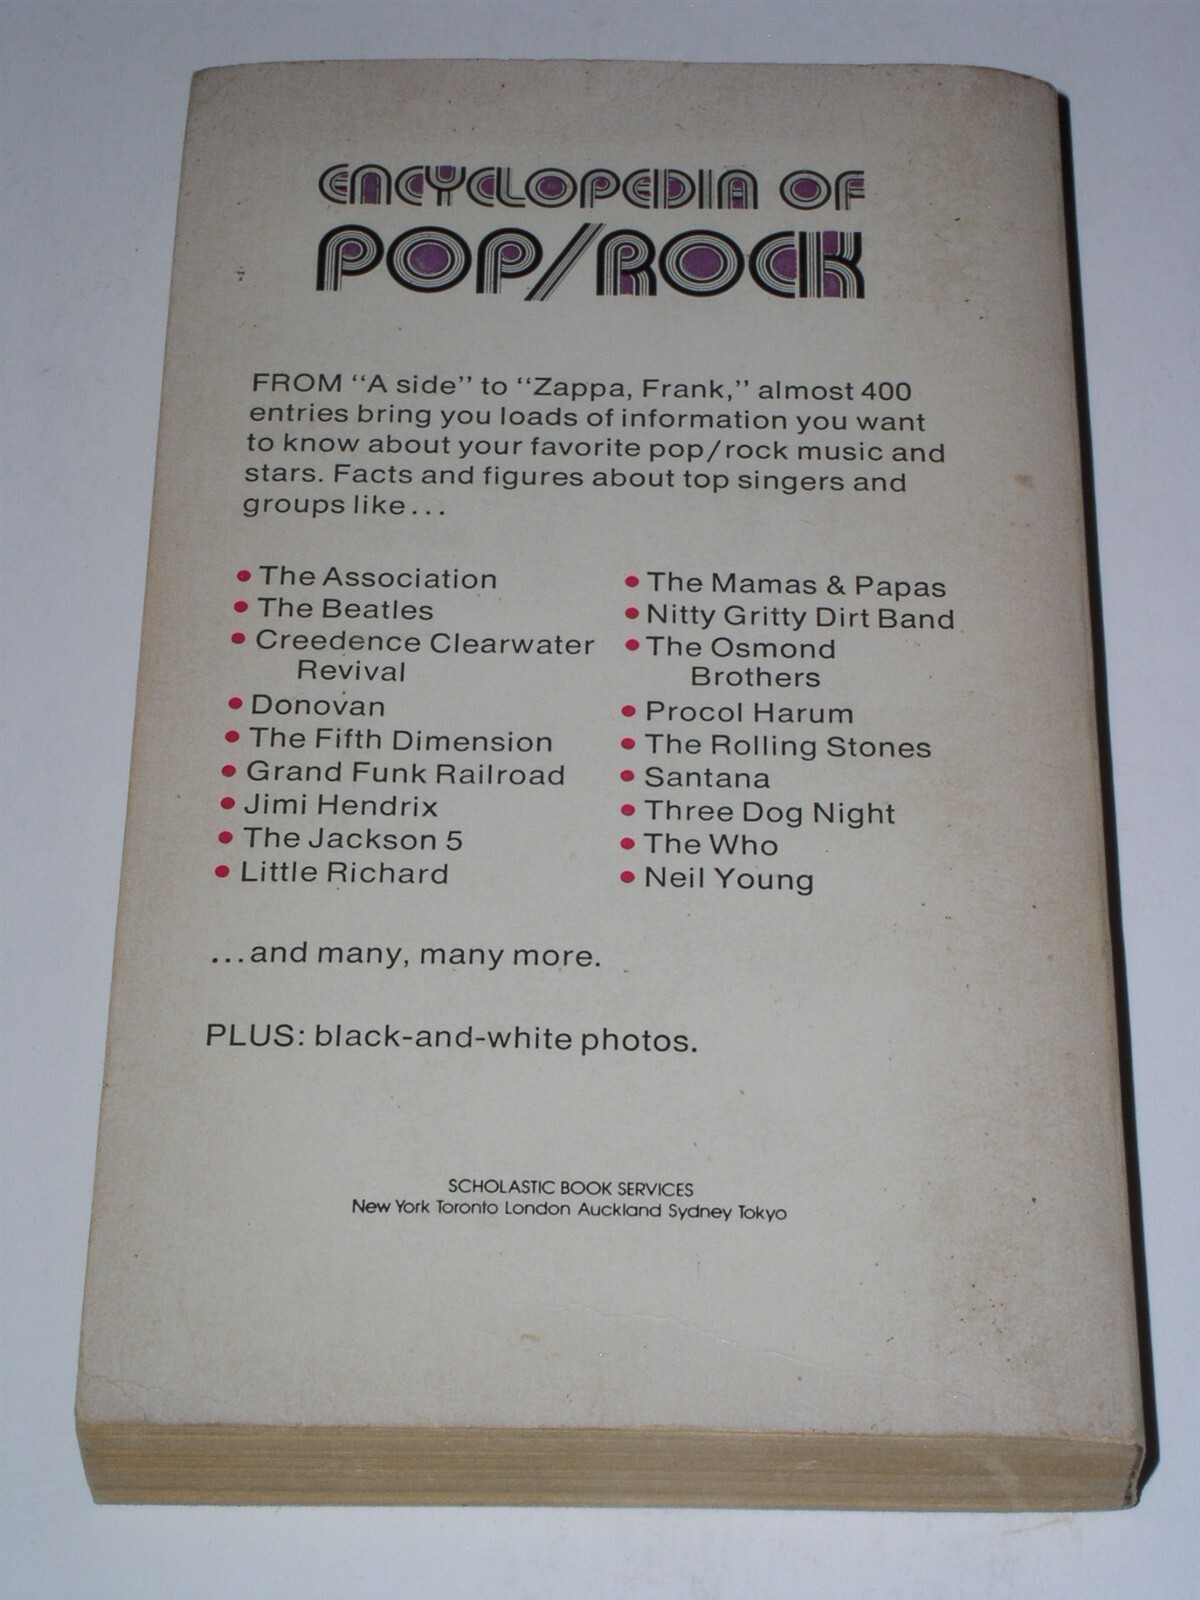 ENCYCLOPEDIA OF
POP/ROCK
FROM "A side" to "Zappa, Frank," almost 400
entries bring you loads of information you want
to know about your favorite pop/rock music and
stars. Facts and figures about top singers and
groups like...
• The Association
• The Beatles
• Creedence Clearwater
Revival
• Donovan
• The Fifth Dimension
• Grand Funk Railroad
• Jimi Hendrix
• The Jackson 5
• Little Richard
• The Mamas & Papas
• Nitty Gritty Dirt Band
• The Osmond
Brothers
• Procol Harum
• The Rolling Stones
• Santana
• Three Dog Night
• The Who
• Neil Young
...and many, many more.
PLUS: black-and-white photos.
SCHOLASTIC BOOK SERVICES
New York Toronto London Auckland Sydney Tokyo